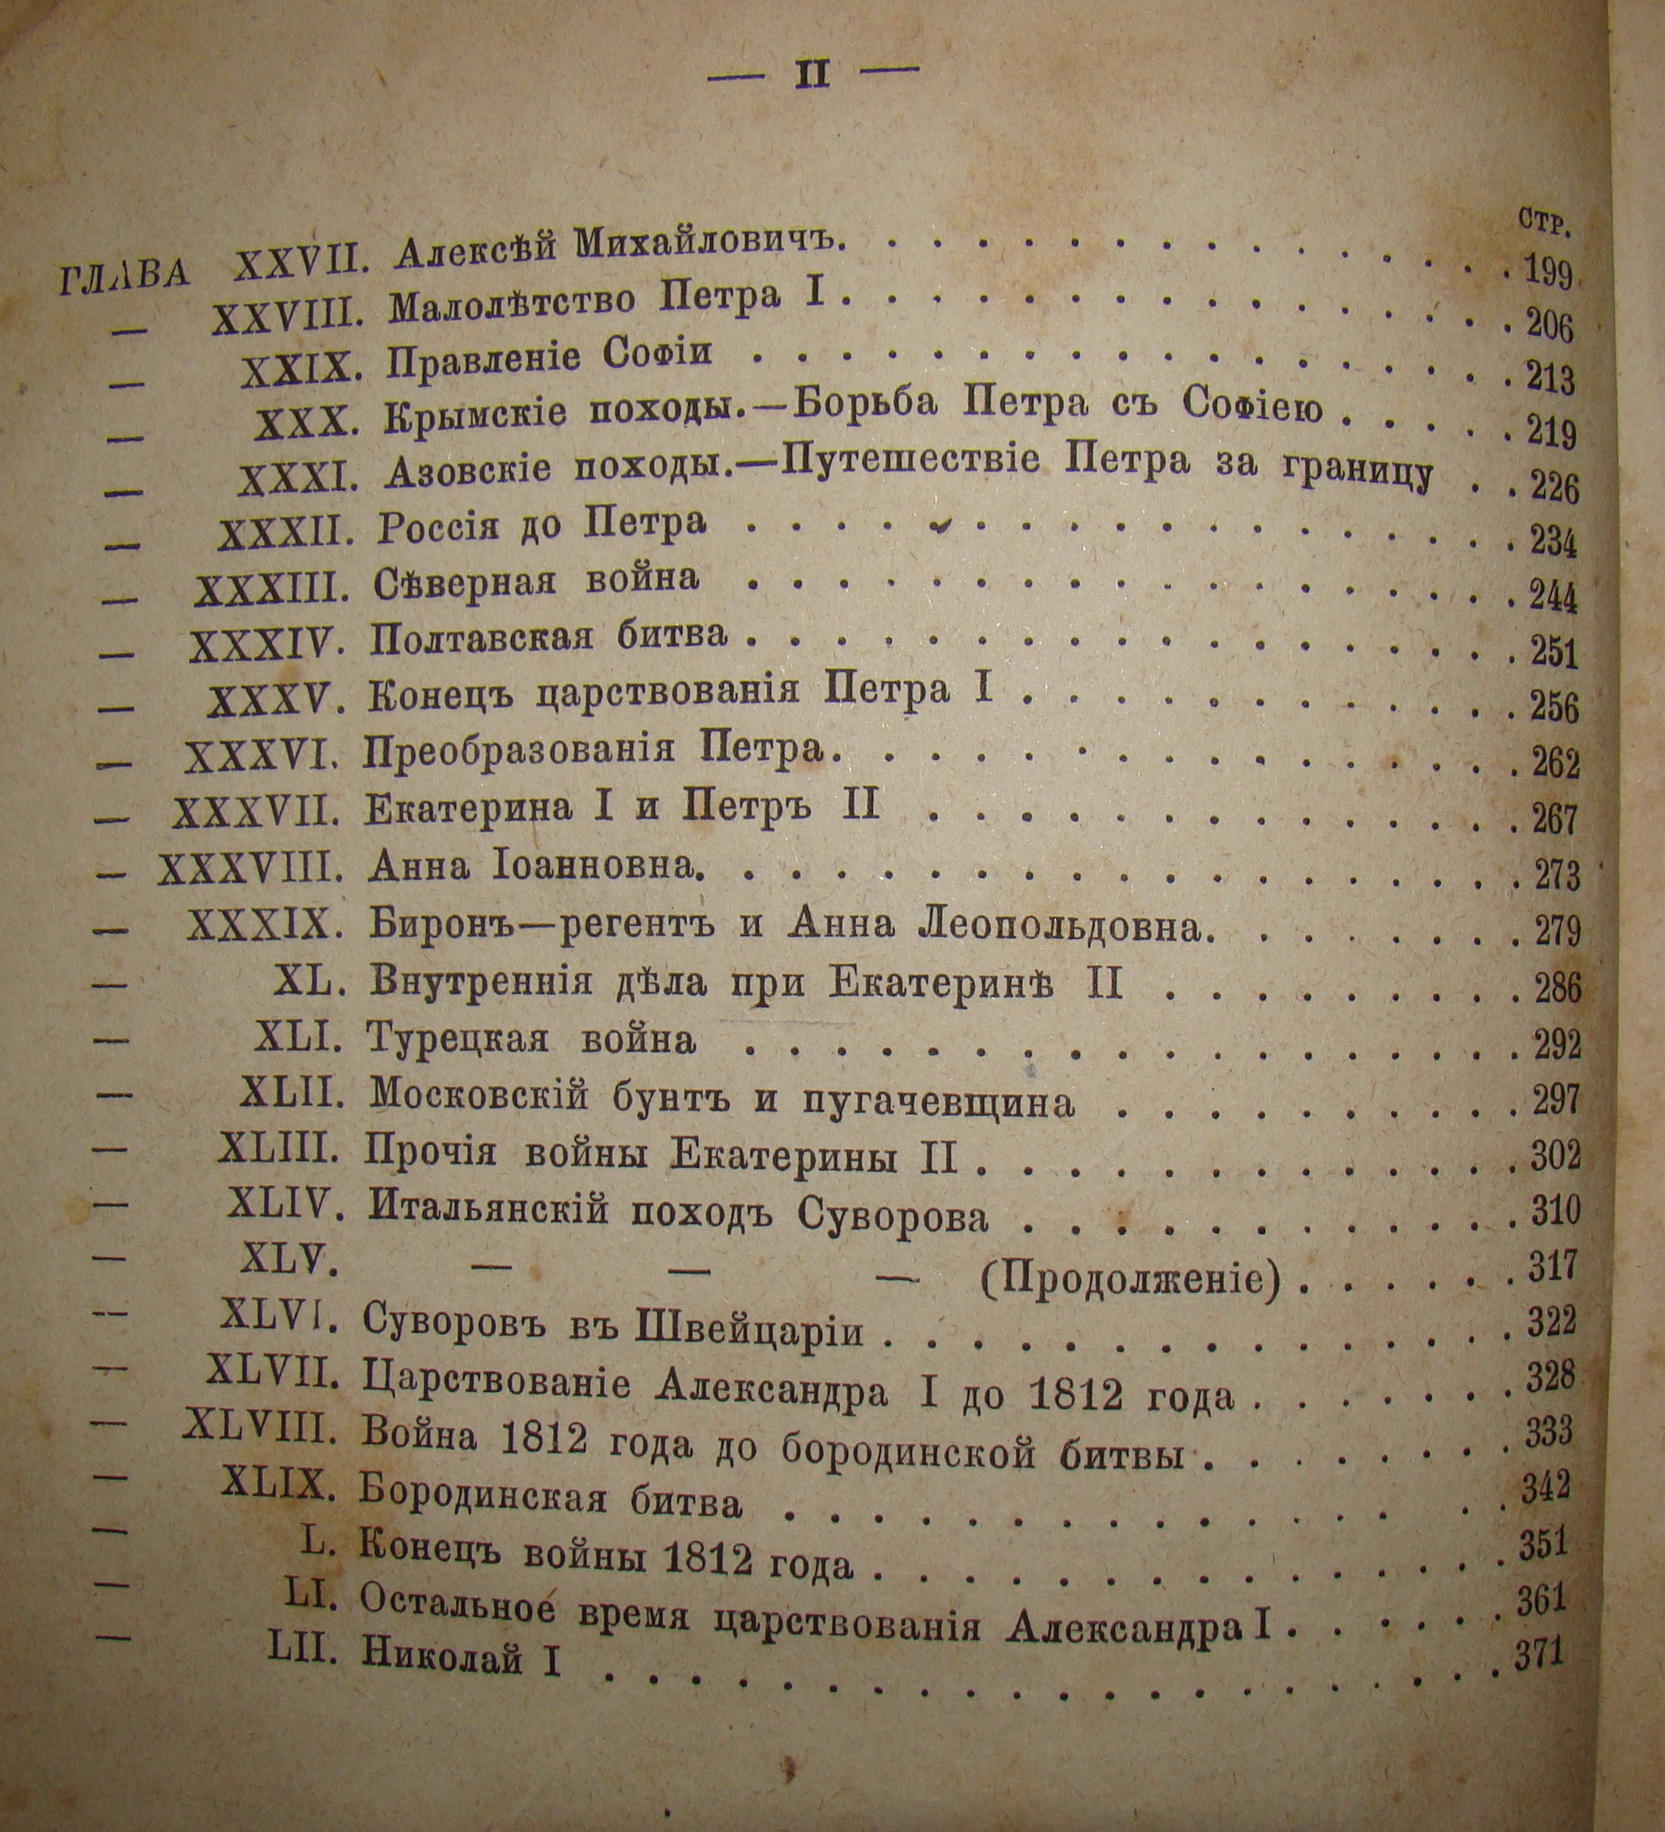 — II —
СТР.
ГЛАВА XXVII. Алексѣй Михайловичъ. . . . . . . . . . . . . . . . 199
— XXVIII. Малолѣтство Петра I . . . . . . . . . . . . . . . 206
— XXIX. Правленіе Софіи . . . . . . . . . . . . . . . . . 213
— XXX. Крымскіе походы.—Борьба Петра съ Софіею . . . . . 219
— XXXI. Азовскіе походы.—Путешествіе Петра за границу . . 226
— XXXII. Россія до Петра . . . . . . . . . . . . . . . . . 234
— XXXIII. Сѣверная война . . . . . . . . . . . . . . . . . 244
— XXXIV. Полтавская битва . . . . . . . . . . . . . . . . . 251
— XXXV. Конецъ царствованія Петра I . . . . . . . . . . . 256
— XXXVI. Преобразованія Петра. . . . . . . . . . . . . . . 262
— XXXVII. Екатерина I и Петръ II . . . . . . . . . . . . . 267
— XXXVIII. Анна Іоанновна. . . . . . . . . . . . . . . . . . 273
— XXXIX. Биронъ—регентъ и Анна Леопольдовна. . . . . . . . 279
— XL. Внутреннія дѣла при Екатеринѣ II . . . . . . . . . 286
— XLI. Турецкая война . . . . . . . . . . . . . . . . . 292
— XLII. Московскій бунтъ и пугачевщина . . . . . . . . . . 297
— XLIII. Прочія войны Екатерины II . . . . . . . . . . . . 302
— XLIV. Итальянскій походъ Суворова . . . . . . . . . . . 310
— XLV. — — — (Продолженіе) . . . . . . 317
— XLVI. Суворовъ въ Швейцаріи . . . . . . . . . . . . . . 322
— XLVII. Царствованіе Александра I до 1812 года . . . . . . 328
— XLVIII. Война 1812 года до бородинской битвы . . . . . . . 333
— XLIX. Бородинская битва . . . . . . . . . . . . . . . . 342
— L. Конецъ войны 1812 года . . . . . . . . . . . . . . 351
— LI. Остальное время царствованія Александра I . . . . . 361
— LII. Николай I . . . . . . . . . . . . . . . . . . . . 371